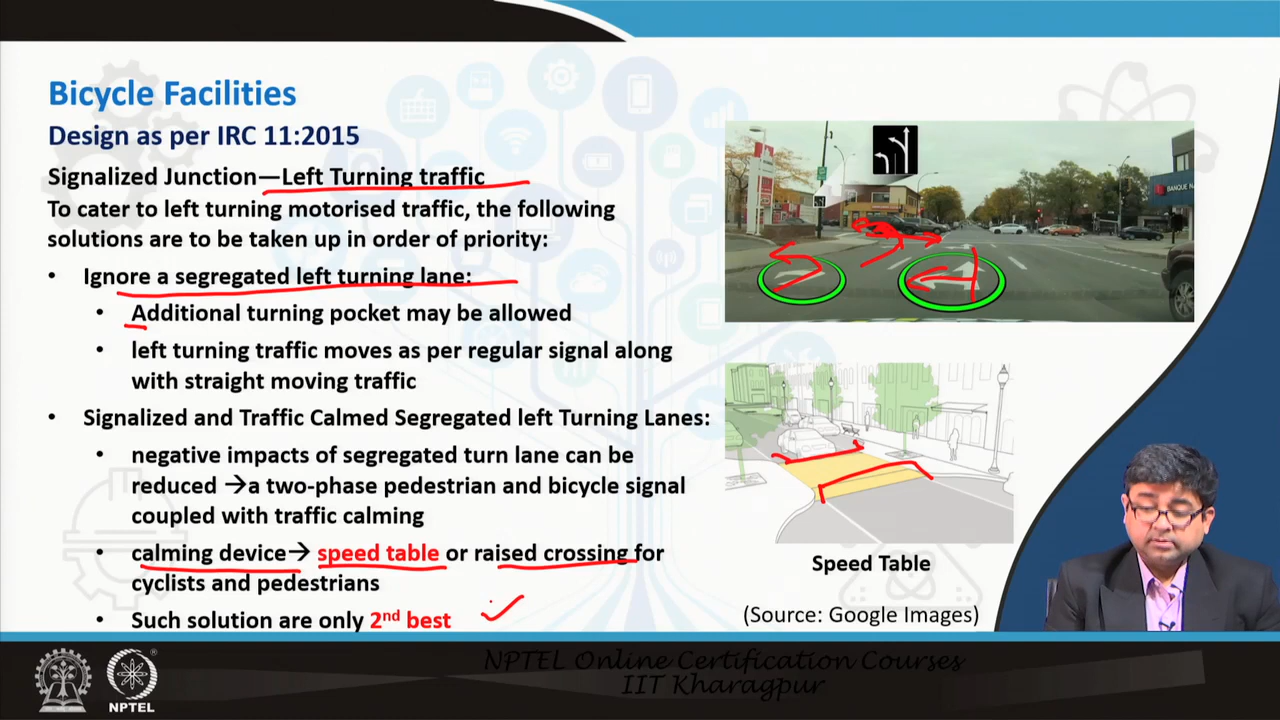 Bicycle Facilities
Design as per IRC 11:2015
Signalized Junction—Left Turning traffic
To cater to left turning motorised traffic, the following
solutions are to be taken up in order of priority:
• Ignore a segregated left turning lane:
• Additional turning pocket may be allowed
• left turning traffic moves as per regular signal along
with straight moving traffic
• Signalized and Traffic Calmed Segregated left Turning Lanes:
• negative impacts of segregated turn lane can be
reduced →a two-phase pedestrian and bicycle signal
coupled with traffic calming
• calming device→ speed table or raised crossing for
cyclists and pedestrians
• Such solution are only 2nd best
BANQUE NA
Speed Table
(Source: Google Images)
NPTEL Online Certification Courses
IIT Kharagpur
NPTEL